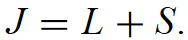 J = L + S.